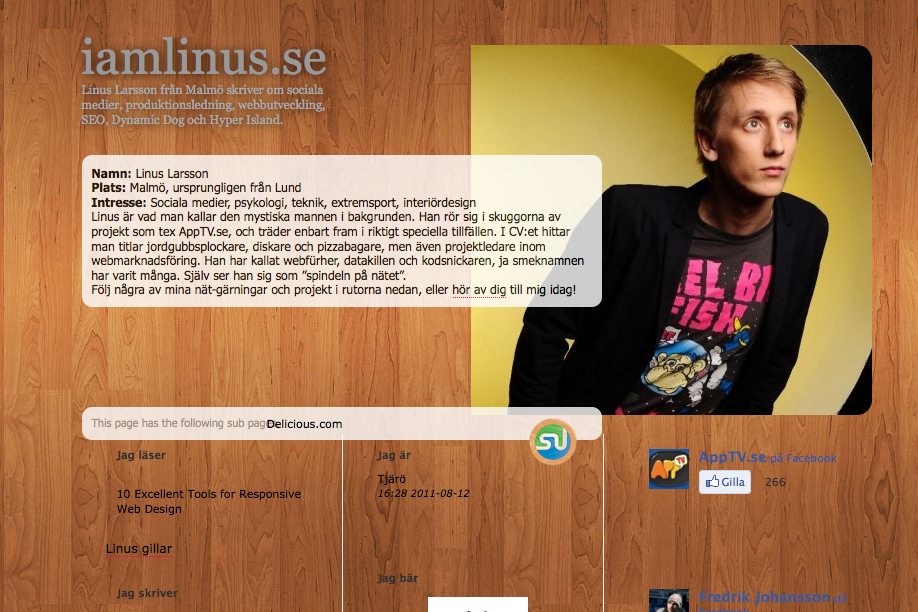 iamlinus.se
Linus Larsson från Malmö skriver om sociala
medier, produktionsledning, webbutveckling,
SEO, Dynamic Dog och Hyper Island.
Namn: Linus Larsson
Plats: Malmö, ursprungligen från Lund
Intresse: Sociala medier, psykologi, teknik, extremsport, interiördesign
Linus är vad man kallar den mystiska mannen i bakgrunden. Han rör sig i skuggorna av
projekt som tex AppTV.se, och träder enbart fram i riktigt speciella tillfällen. I CV:et hittar
man titlar jordgubbsplockare, diskare och pizzabagare, men även projektledare inom
webmarknadsföring. Han har kallat webfürher, datakillen och kodsnickaren, ja smeknamnen
har varit många. Själv ser han sig som ”spindeln på nätet”.
Följ några av mina nät-gärningar och projekt i rutorna nedan, eller hör av dig till mig idag!
This page has the following sub Delicious.com
Jag läser
10 Excellent Tools for Responsive
Web Design
Linus gillar
Jag skriver
Jag är
Tjärö
16:28 2011-08-12
Jag bär
SU
APP TV
AppTV.se på Facebook
Gilla 266
Fredrik Johansson på
FISH